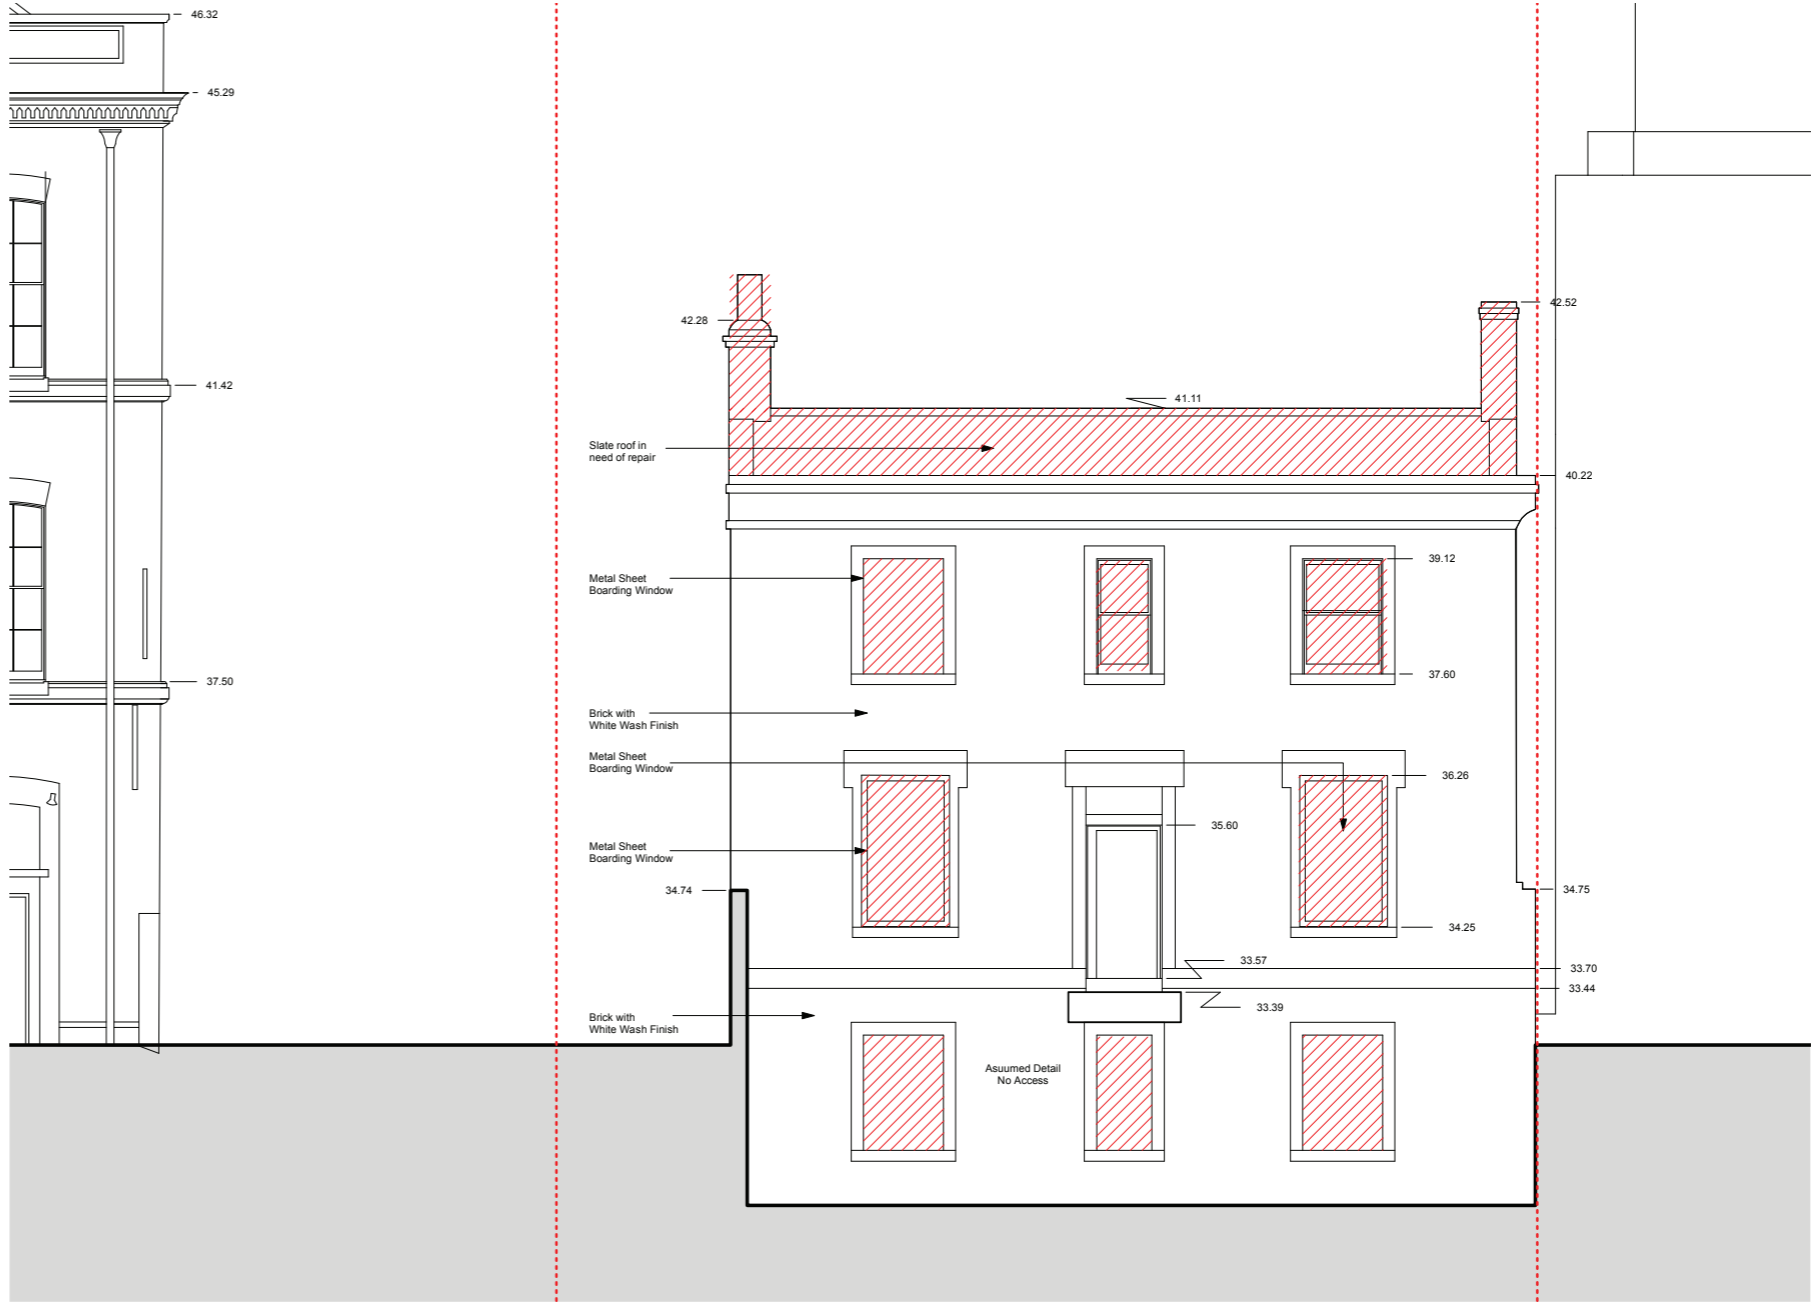 46.32
45.29
42.28
42.52
41.42
41.11
Slate roof in
need of repair
40.22
39.12
Metal Sheet
Boarding Window
37.60
37.50
Brick with
White Wash Finish
Metal Sheet
Boarding Window
36.26
35.60
Metal Sheet
Boarding Window
34.74
34.75
34.25
33.57
33.70
33.44
33.39
Brick with
White Wash Finish
Asuumed Detail
No Access